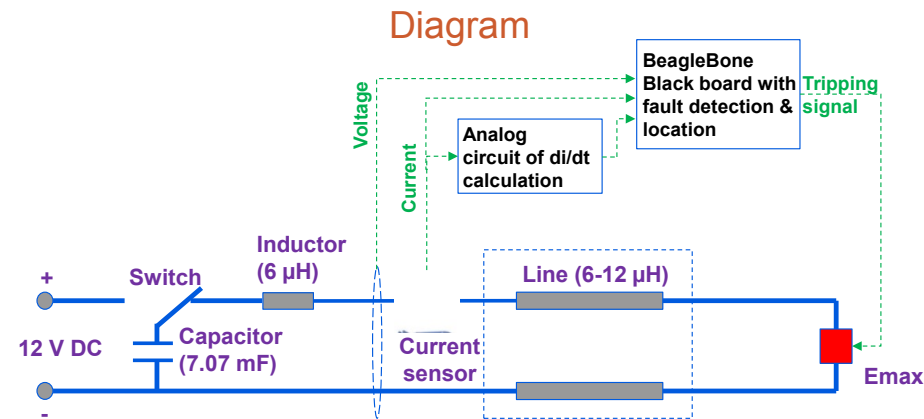 Diagram
BeagleBone
Black board with
fault detection &
location
Tripping
signal
Voltage
Current
Analog
circuit of di/dt
calculation
Inductor
(6 µH)
Line (6-12 µH)
+
Switch
12 V DC
Capacitor
(7.07 mF)
Current
sensor
Emax
-